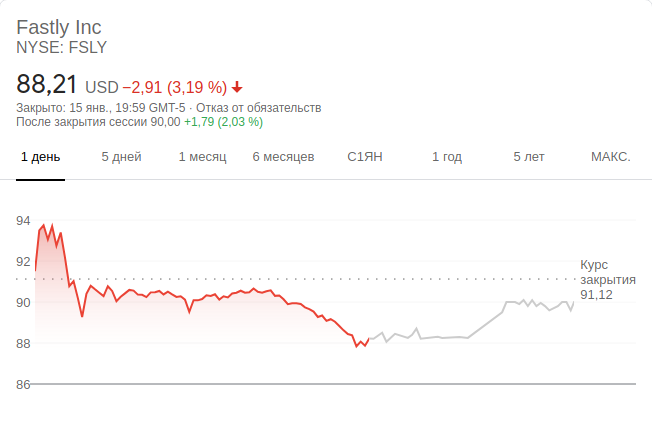 Fastly Inc
NYSE: FSLY
88,21 USD −2,91 (3,19 %)
Закрыто: 15 янв., 19:59 GMT-5 · Отказ от обязательств
После закрытия сессии 90,00 +1,79 (2,03 %)
1 день 5 дней 1 месяц 6 месяцев С1ЯН 1 год 5 лет МАКС.
94
92
90
88
86
Курс
закрытия
91,12